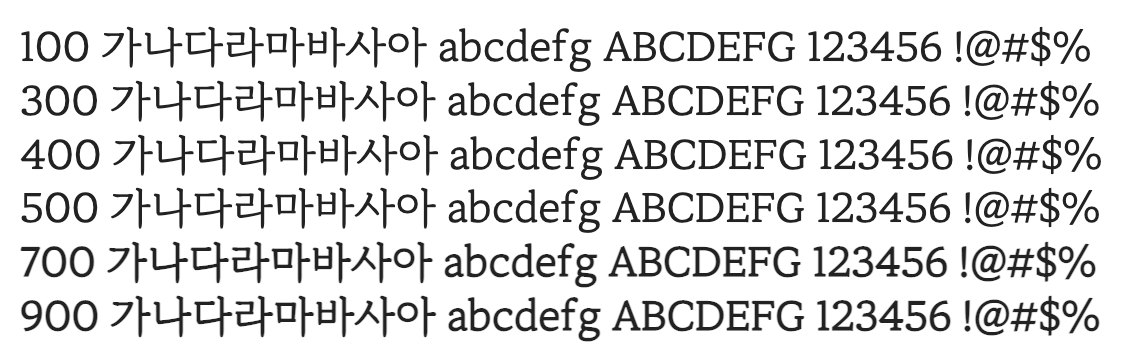 100 가나다라마바사아 abcdefg ABCDEFG 123456 !@#$%
300 가나다라마바사아 abcdefg ABCDEFG 123456 !@#$%
400 가나다라마바사아 abcdefg ABCDEFG 123456 !@#$%
500 가나다라마바사아 abcdefg ABCDEFG 123456 !@#$%
700 가나다라마바사아 abcdefg ABCDEFG 123456 !@#$%
900 가나다라마바사아 abcdefg ABCDEFG 123456 !@#$%